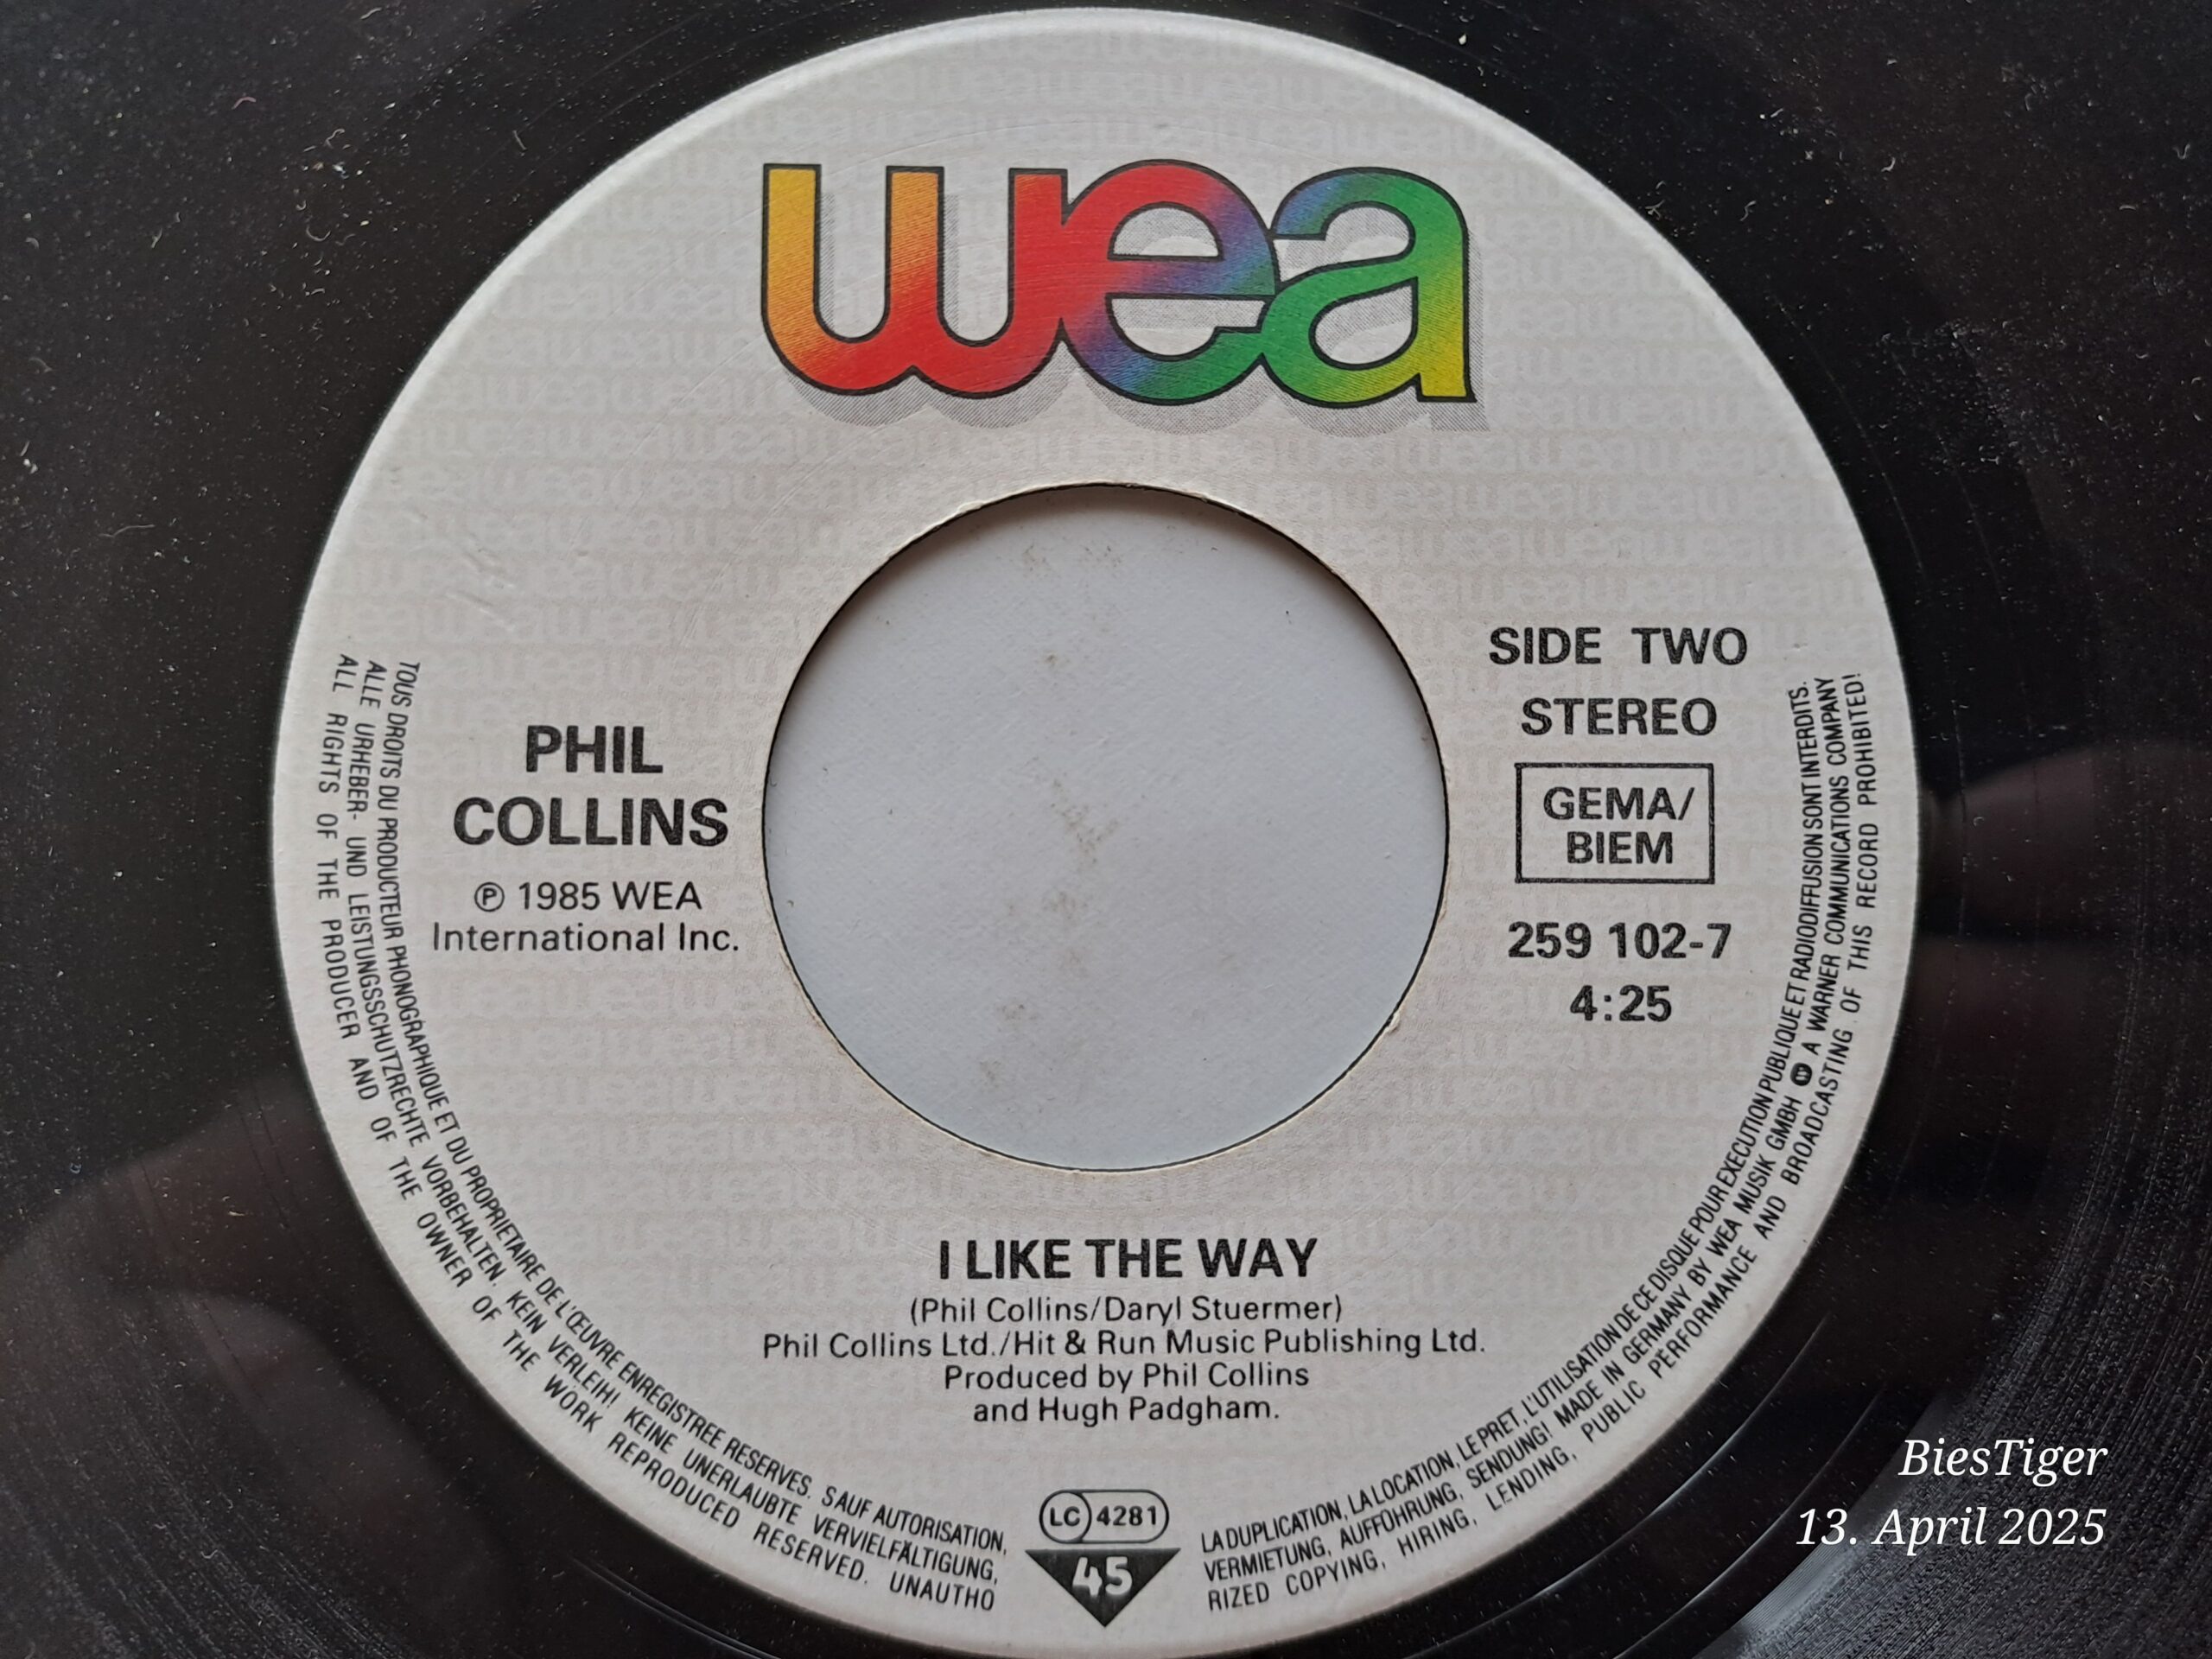 wea
PHIL
COLLINS
℗ 1985 WEA
International Inc.
SIDE TWO
STEREO
GEMA/
BIEM
259 102-7
4:25
I LIKE THE WAY
(Phil Collins/Daryl Stuermer)
Phil Collins Ltd./Hit & Run Music Publishing Ltd.
Produced by Phil Collins
and Hugh Padgham.
LC 4281
45
TOUS DROITS DU PRODUCTEUR PHONOGRAPHIQUE ET DU PROPRIETAIRE DE L'ŒUVRE ENREGISTREE RESERVES. SAUF AUTORISATION, LA DUPLICATION, LA LOCATION, LE PRET, L'UTILISATION DE CE DISQUE POUR EXECUTION PUBLIQUE ET RADIODIFFUSION SONT INTERDITS.
ALLE URHEBER- UND LEISTUNGSSCHUTZRECHTE VORBEHALTEN. KEIN VERLEIH! KEINE UNERLAUBTE VERVIELFÄLTIGUNG, VERMIETUNG, AUFFÜHRUNG, SENDUNG! MADE IN GERMANY BY WEA MUSIK GMBH A WARNER COMMUNICATIONS COMPANY
ALL RIGHTS OF THE PRODUCER AND OF THE OWNER OF THE WORK REPRODUCED RESERVED. UNAUTHO RIZED COPYING, HIRING, LENDING, PUBLIC PERFORMANCE AND BROADCASTING OF THIS RECORD PROHIBITED!
BiesTiger
13. April 2025